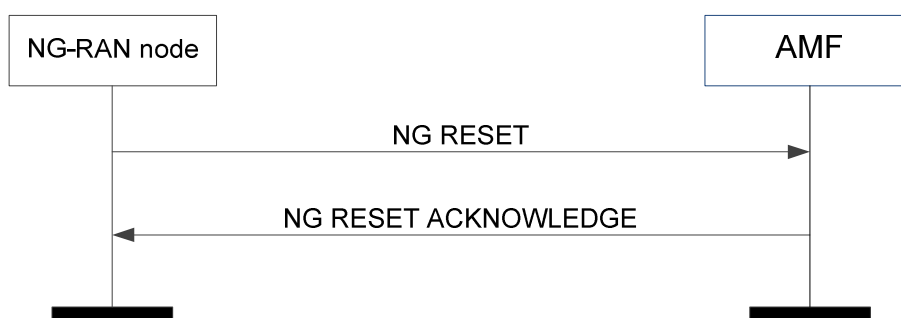 NG-RAN node
AMF
NG RESET
NG RESET ACKNOWLEDGE